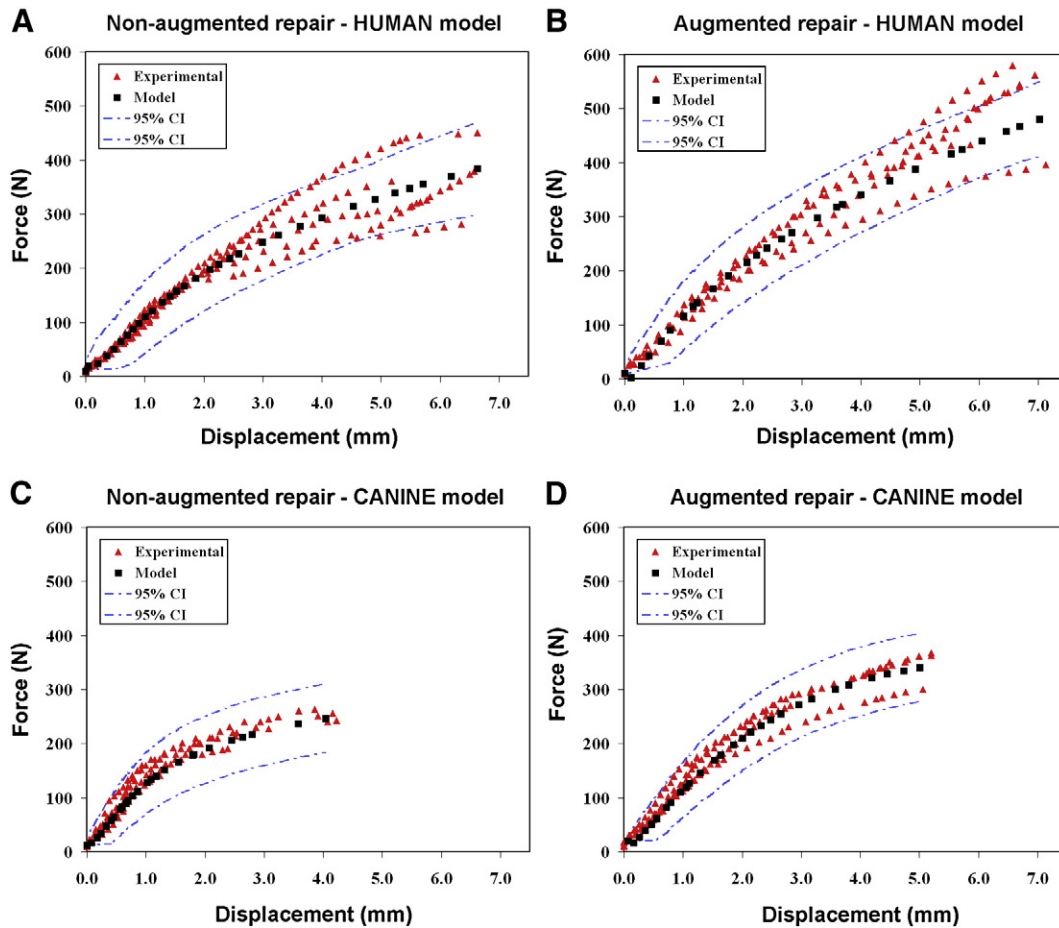 A
Non-augmented repair - HUMAN model
600
500
400
300
200
100
0
Force (N)
Experimental
Model
95% CI
95% CI
0.0 1.0 2.0 3.0 4.0 5.0 6.0 7.0
Displacement (mm)
B
Augmented repair - HUMAN model
600
500
400
300
200
100
0
Force (N)
Experimental
Model
95% CI
95% CI
0.0 1.0 2.0 3.0 4.0 5.0 6.0 7.0
Displacement (mm)
C
Non-augmented repair - CANINE model
600
500
400
300
200
100
0
Force (N)
Experimental
Model
95% CI
95% CI
0.0 1.0 2.0 3.0 4.0 5.0 6.0 7.0
Displacement (mm)
D
Augmented repair - CANINE model
600
500
400
300
200
100
0
Force (N)
Experimental
Model
95% CI
95% CI
0.0 1.0 2.0 3.0 4.0 5.0 6.0 7.0
Displacement (mm)